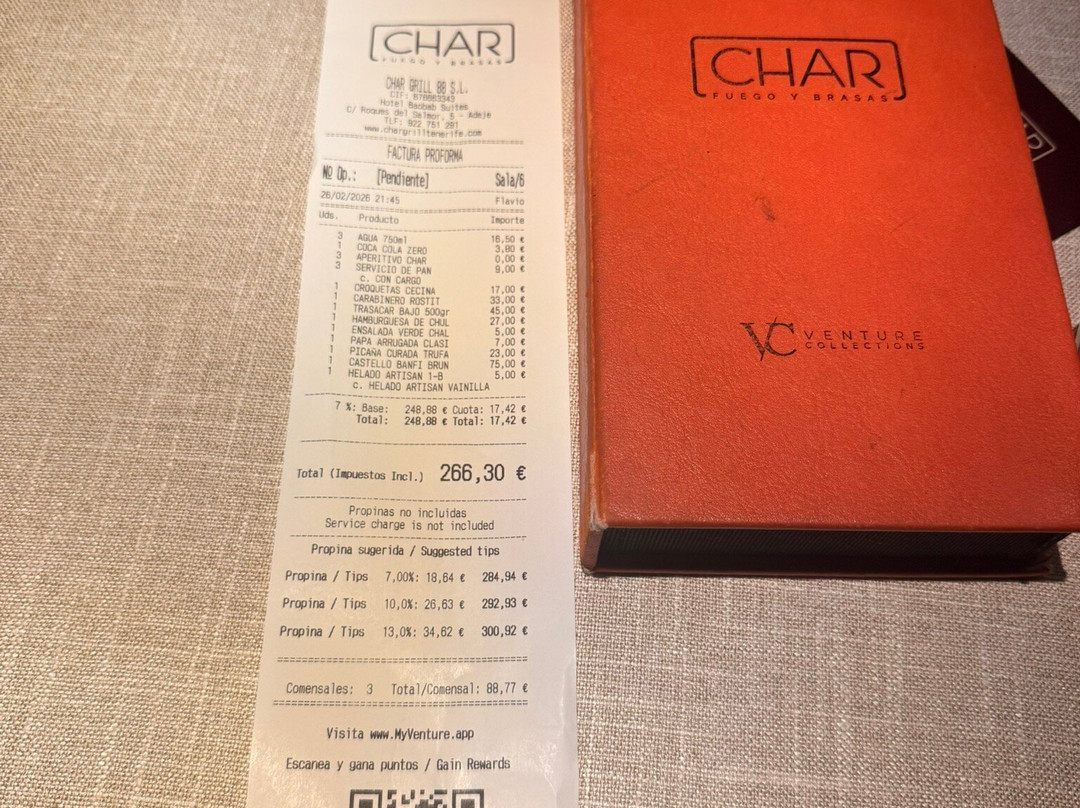 CHAR
FUEGO Y BRASAS
CHAR GRILL 08 S.L.
CIF: B76663343
Hotel Baobab Suites
C/ Roques del Salmor, 5 - Adeje
TLF: 922 751 291
www.chargrilltenerife.com
FACTURA PROFORMA
Nº Op.: [Pendiente] Sala/6
26/02/2026 21:45 Flavio
Uds. Producto Importe
3 AGUA 750ml 16,50 €
1 COCA COLA ZERO 3,80 €
3 APERITIVO CHAR 0,00 €
3 SERVICIO DE PAN 9,00 €
c. CON CARGO
1 CROQUETAS CECINA 17,00 €
1 CARABINERO ROSTIT 33,00 €
1 TRASACAR BAJO 500gr 45,00 €
1 HAMBURGUESA DE CHUL 27,00 €
1 ENSALADA VERDE CHAL 5,00 €
1 PAPA ARRUGADA CLASI 7,00 €
1 PICAÑA CURADA TRUFA 23,00 €
1 CASTELLO BANFI BRUN 75,00 €
1 HELADO ARTISAN 1-B 5,00 €
c. HELADO ARTISAN VAINILLA
7 %: Base: 248,88 € Cuota: 17,42 €
Total: 248,88 € Total: 17,42 €
Total (Impuestos Incl.) 266,30 €
Propinas no incluidas
Service charge is not included
Propina sugerida / Suggested tips
Propina / Tips 7,00%: 18,64 € 284,94 €
Propina / Tips 10,0%: 26,63 € 292,93 €
Propina / Tips 13,0%: 34,62 € 300,92 €
Comensales: 3 Total/Comensal: 88,77 €
Visita www.MyVenture.app
Escanea y gana puntos / Gain Rewards
CHAR
FUEGO Y BRASAS
VC VENTURE
COLLECTIONS